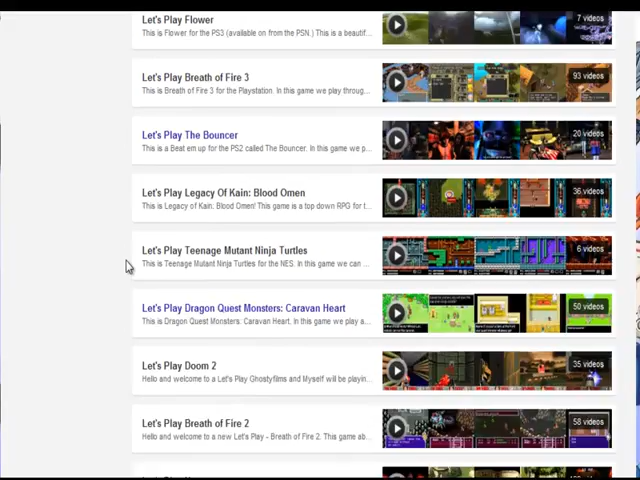 Let's Play Flower
7 videos
This is Flower for the PS3 (available on from the PSN.) This is a beautif...
Let's Play Breath of Fire 3
93 videos
This is Breath of Fire 3 for the Playstation. In this game we play throug...
Let's Play The Bouncer
20 videos
This is a Beat em up for the PS2 called The Bouncer. In this game we p...
Let's Play Legacy Of Kain: Blood Omen
36 videos
This is Legacy of Kain: Blood Omen! This game is a top down RPG for t...
Let's Play Teenage Mutant Ninja Turtles
6 videos
This is Teenage Mutant Ninja Turtles for the NES. In this game we can ...
Let's Play Dragon Quest Monsters: Caravan Heart
50 videos
This is Dragon Quest Monsters: Caravan Heart. In this game we play a...
Let's Play Doom 2
35 videos
Hello and welcome to a Let's Play Ghostyfilms and Myself will be playin...
Let's Play Breath of Fire 2
58 videos
Hello and welcome to a new Let's Play - Breath of Fire 2. This game ab...